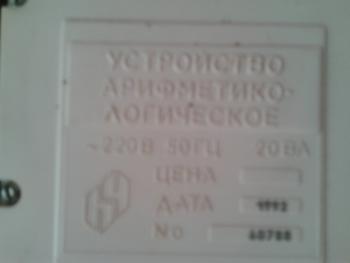 УСТРОЙСТВО
АРИФМЕТИКО-
ЛОГИЧЕСКОЕ
~220В 50ГЦ 20ВА
ЦЕНА
ДАТА 1992
No 60788